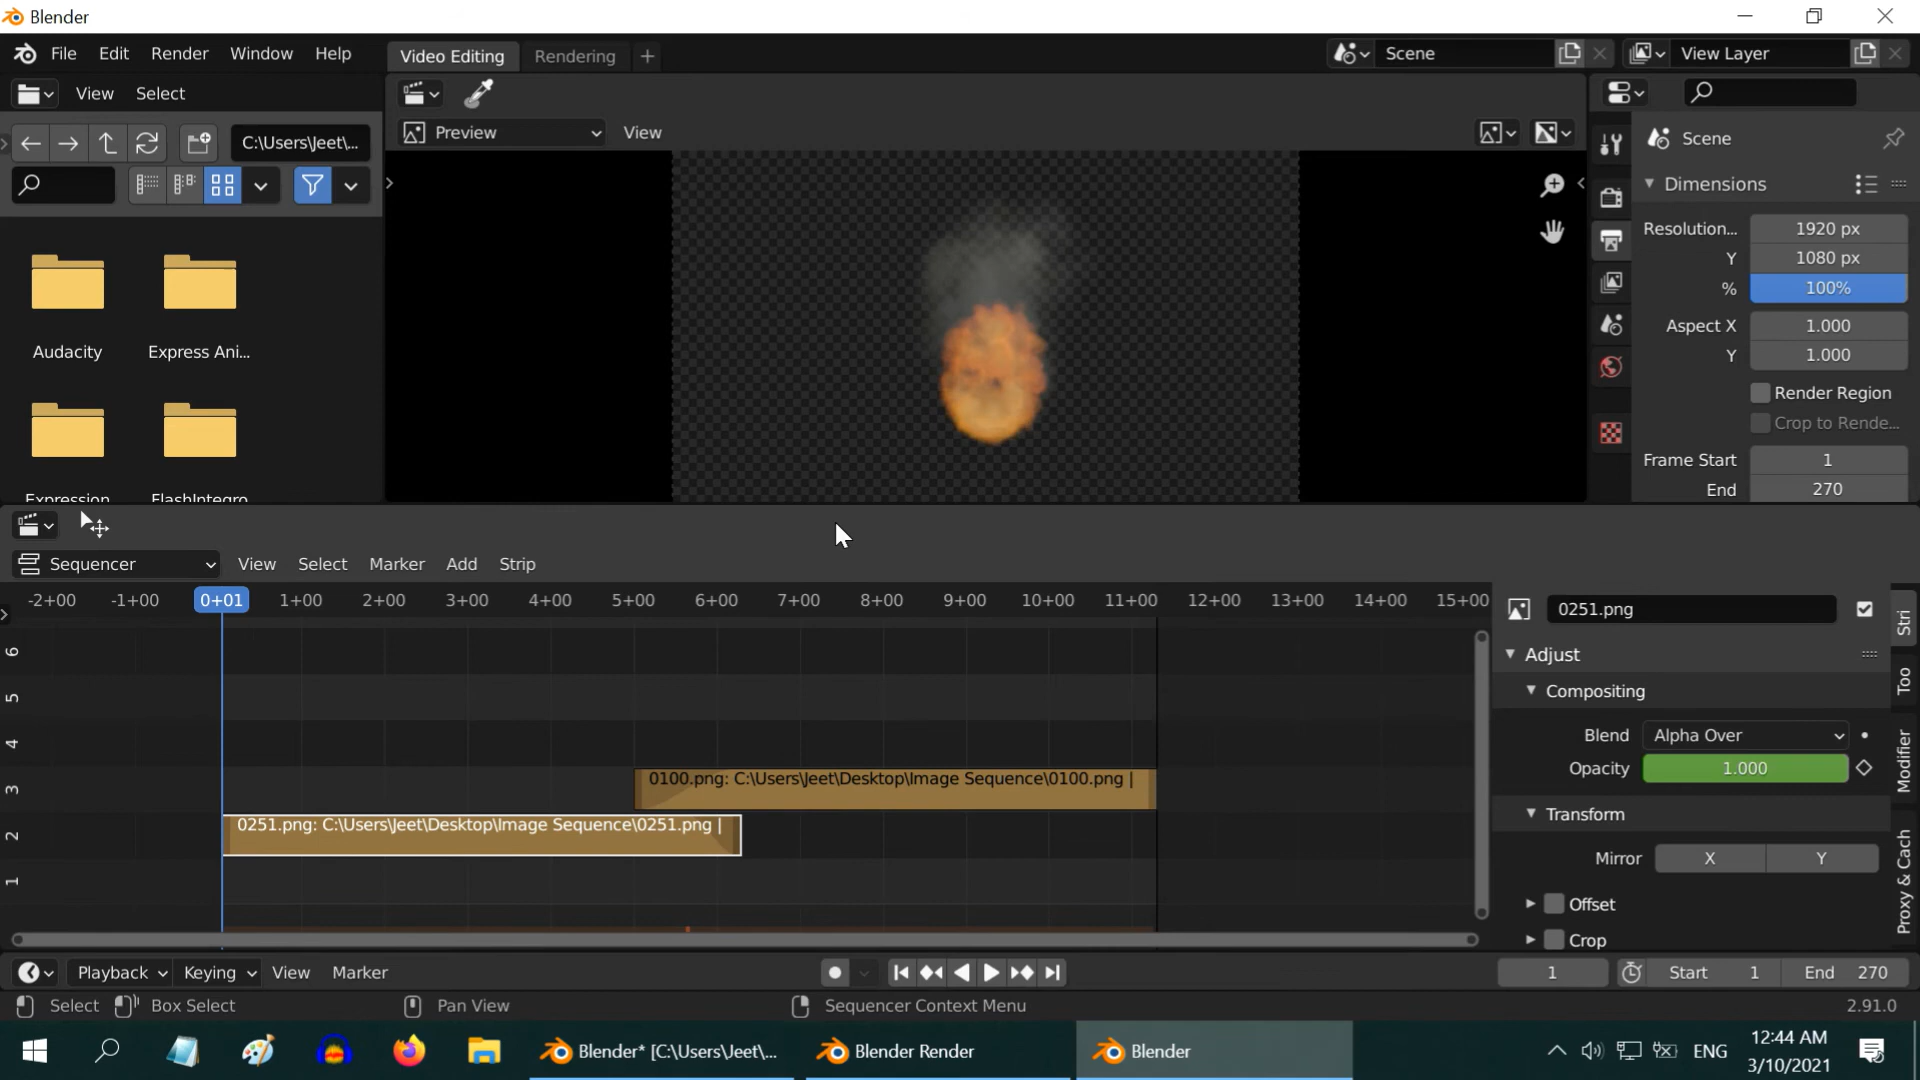 Blender
File Edit Render Window Help Video Editing Rendering + Scene View Layer
View Select
Preview View
C:\Users\Jeet\...
Scene
Dimensions
Resolution... 1920 px
Y 1080 px
% 100%
Aspect X 1.000
Y 1.000
Render Region
Crop to Rende...
Frame Start 1
End 270
Audacity Express Ani...
Expression FlashIntegro
Sequencer View Select Marker Add Strip
-2+00 -1+00 0+01 1+00 2+00 3+00 4+00 5+00 6+00 7+00 8+00 9+00 10+00 11+00 12+00 13+00 14+00 15+00
6
5
4
3
2
1
0100.png: C:\Users\Jeet\Desktop\Image Sequence\0100.png |
0251.png: C:\Users\Jeet\Desktop\Image Sequence\0251.png |
0251.png
Adjust
Compositing
Blend Alpha Over
Opacity 1.000
Transform
Mirror X Y
Offset
Crop
Stri
Too
Modifier
Proxy & Cach
Playback Keying View Marker 1 Start 1 End 270
Select Box Select Pan View Sequencer Context Menu 2.91.0
Blender* [C:\Users\Jeet\... Blender Render Blender ENG 12:44 AM
3/10/2021